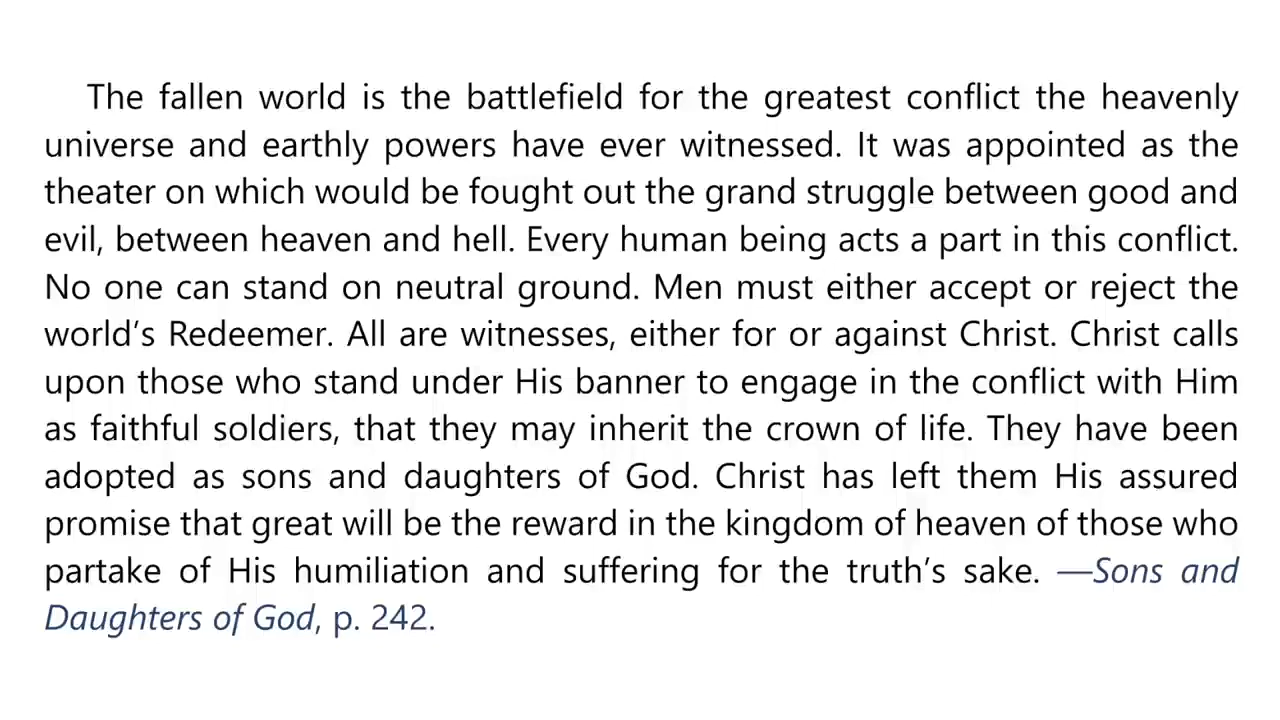 The fallen world is the battlefield for the greatest conflict the heavenly
universe and earthly powers have ever witnessed. It was appointed as the
theater on which would be fought out the grand struggle between good and
evil, between heaven and hell. Every human being acts a part in this conflict.
No one can stand on neutral ground. Men must either accept or reject the
world’s Redeemer. All are witnesses, either for or against Christ. Christ calls
upon those who stand under His banner to engage in the conflict with Him
as faithful soldiers, that they may inherit the crown of life. They have been
adopted as sons and daughters of God. Christ has left them His assured
promise that great will be the reward in the kingdom of heaven of those who
partake of His humiliation and suffering for the truth’s sake. —Sons and
Daughters of God, p. 242.